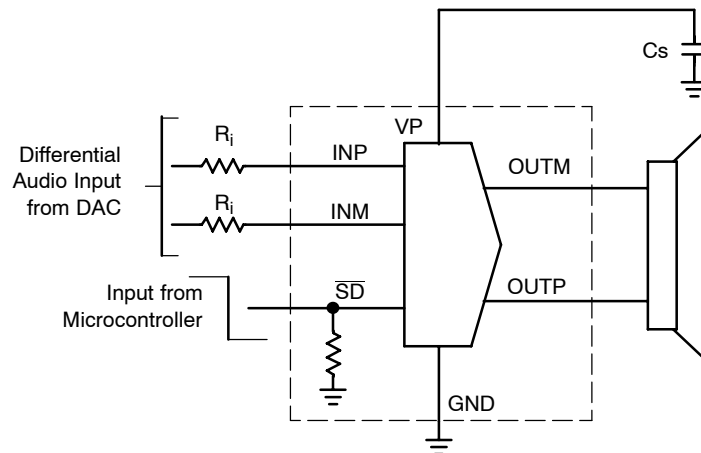 Cs
VP
Ri
INP
OUTM
Differential
Audio Input
from DAC
Ri
INM
SD
OUTP
Input from
Microcontroller
GND